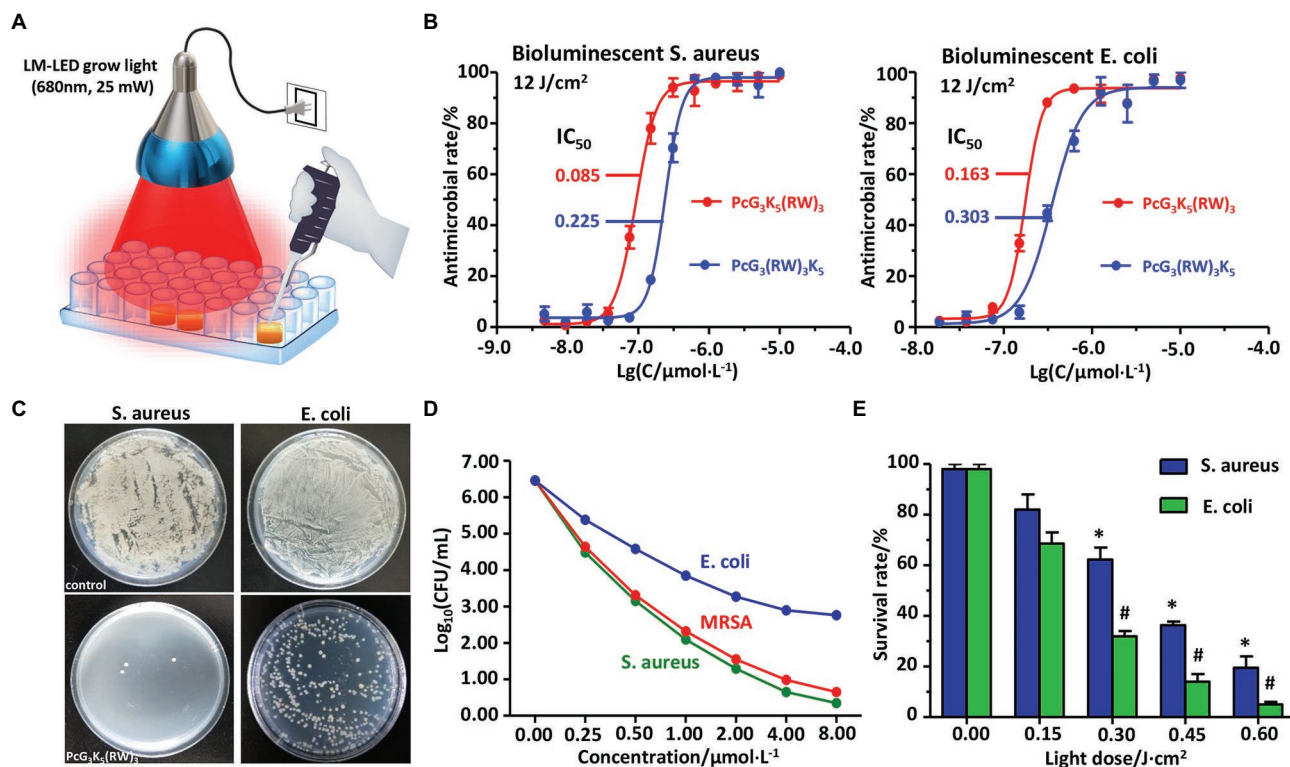 A
LM-LED grow light
(680nm, 25 mW)
B
Bioluminescent S. aureus
12 J/cm²
Antimicrobial rate/%
100
80
60
40
20
0
IC₅₀
0.085
0.225
PcG₃K₅(RW)₃
PcG₃(RW)₃K₅
-9.0
-8.0
-7.0
-6.0
-5.0
-4.0
Lg(C/μmol·L⁻¹)
Bioluminescent E. coli
12 J/cm²
Antimicrobial rate/%
100
80
60
40
20
0
IC₅₀
0.163
0.303
PcG₃K₅(RW)₃
PcG₃(RW)₃K₅
-8.0
-7.0
-6.0
-5.0
-4.0
Lg(C/μmol·L⁻¹)
C
S. aureus
E. coli
control
PcG₃K₅(RW)₃
D
Log₁₀(CFU/mL)
7.00
6.00
5.00
4.00
3.00
2.00
1.00
0.00
E. coli
MRSA
S. aureus
0.00
0.25
0.50
1.00
2.00
4.00
8.00
Concentration/μmol·L⁻¹
E
Survival rate/%
100
80
60
40
20
0
S. aureus
E. coli
*
#
*
#
*
#
0.00
0.15
0.30
0.45
0.60
Light dose/J·cm²